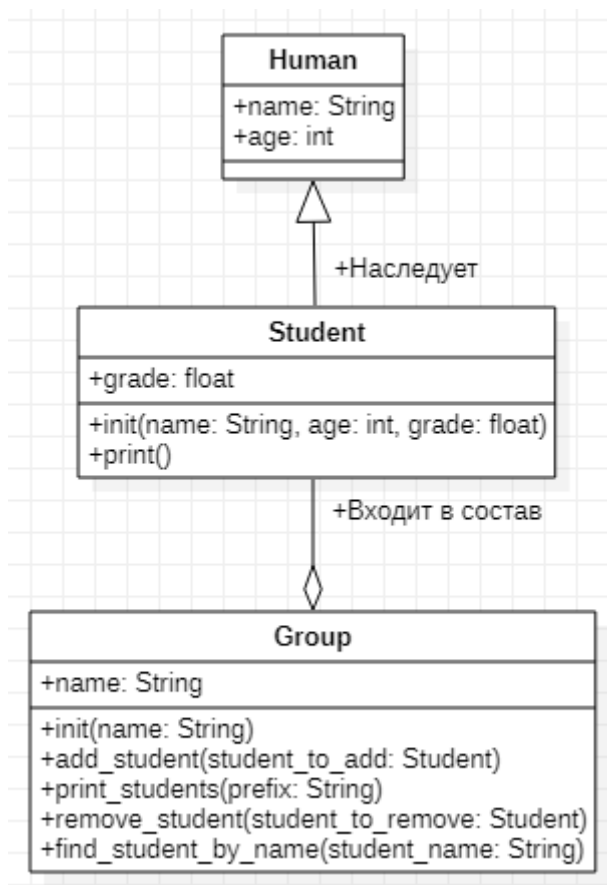 Human
+name: String
+age: int
+Наследует
Student
+grade: float
+init(name: String, age: int, grade: float)
+print()
+Входит в состав
Group
+name: String
+init(name: String)
+add_student(student_to_add: Student)
+print_students(prefix: String)
+remove_student(student_to_remove: Student)
+find_student_by_name(student_name: String)